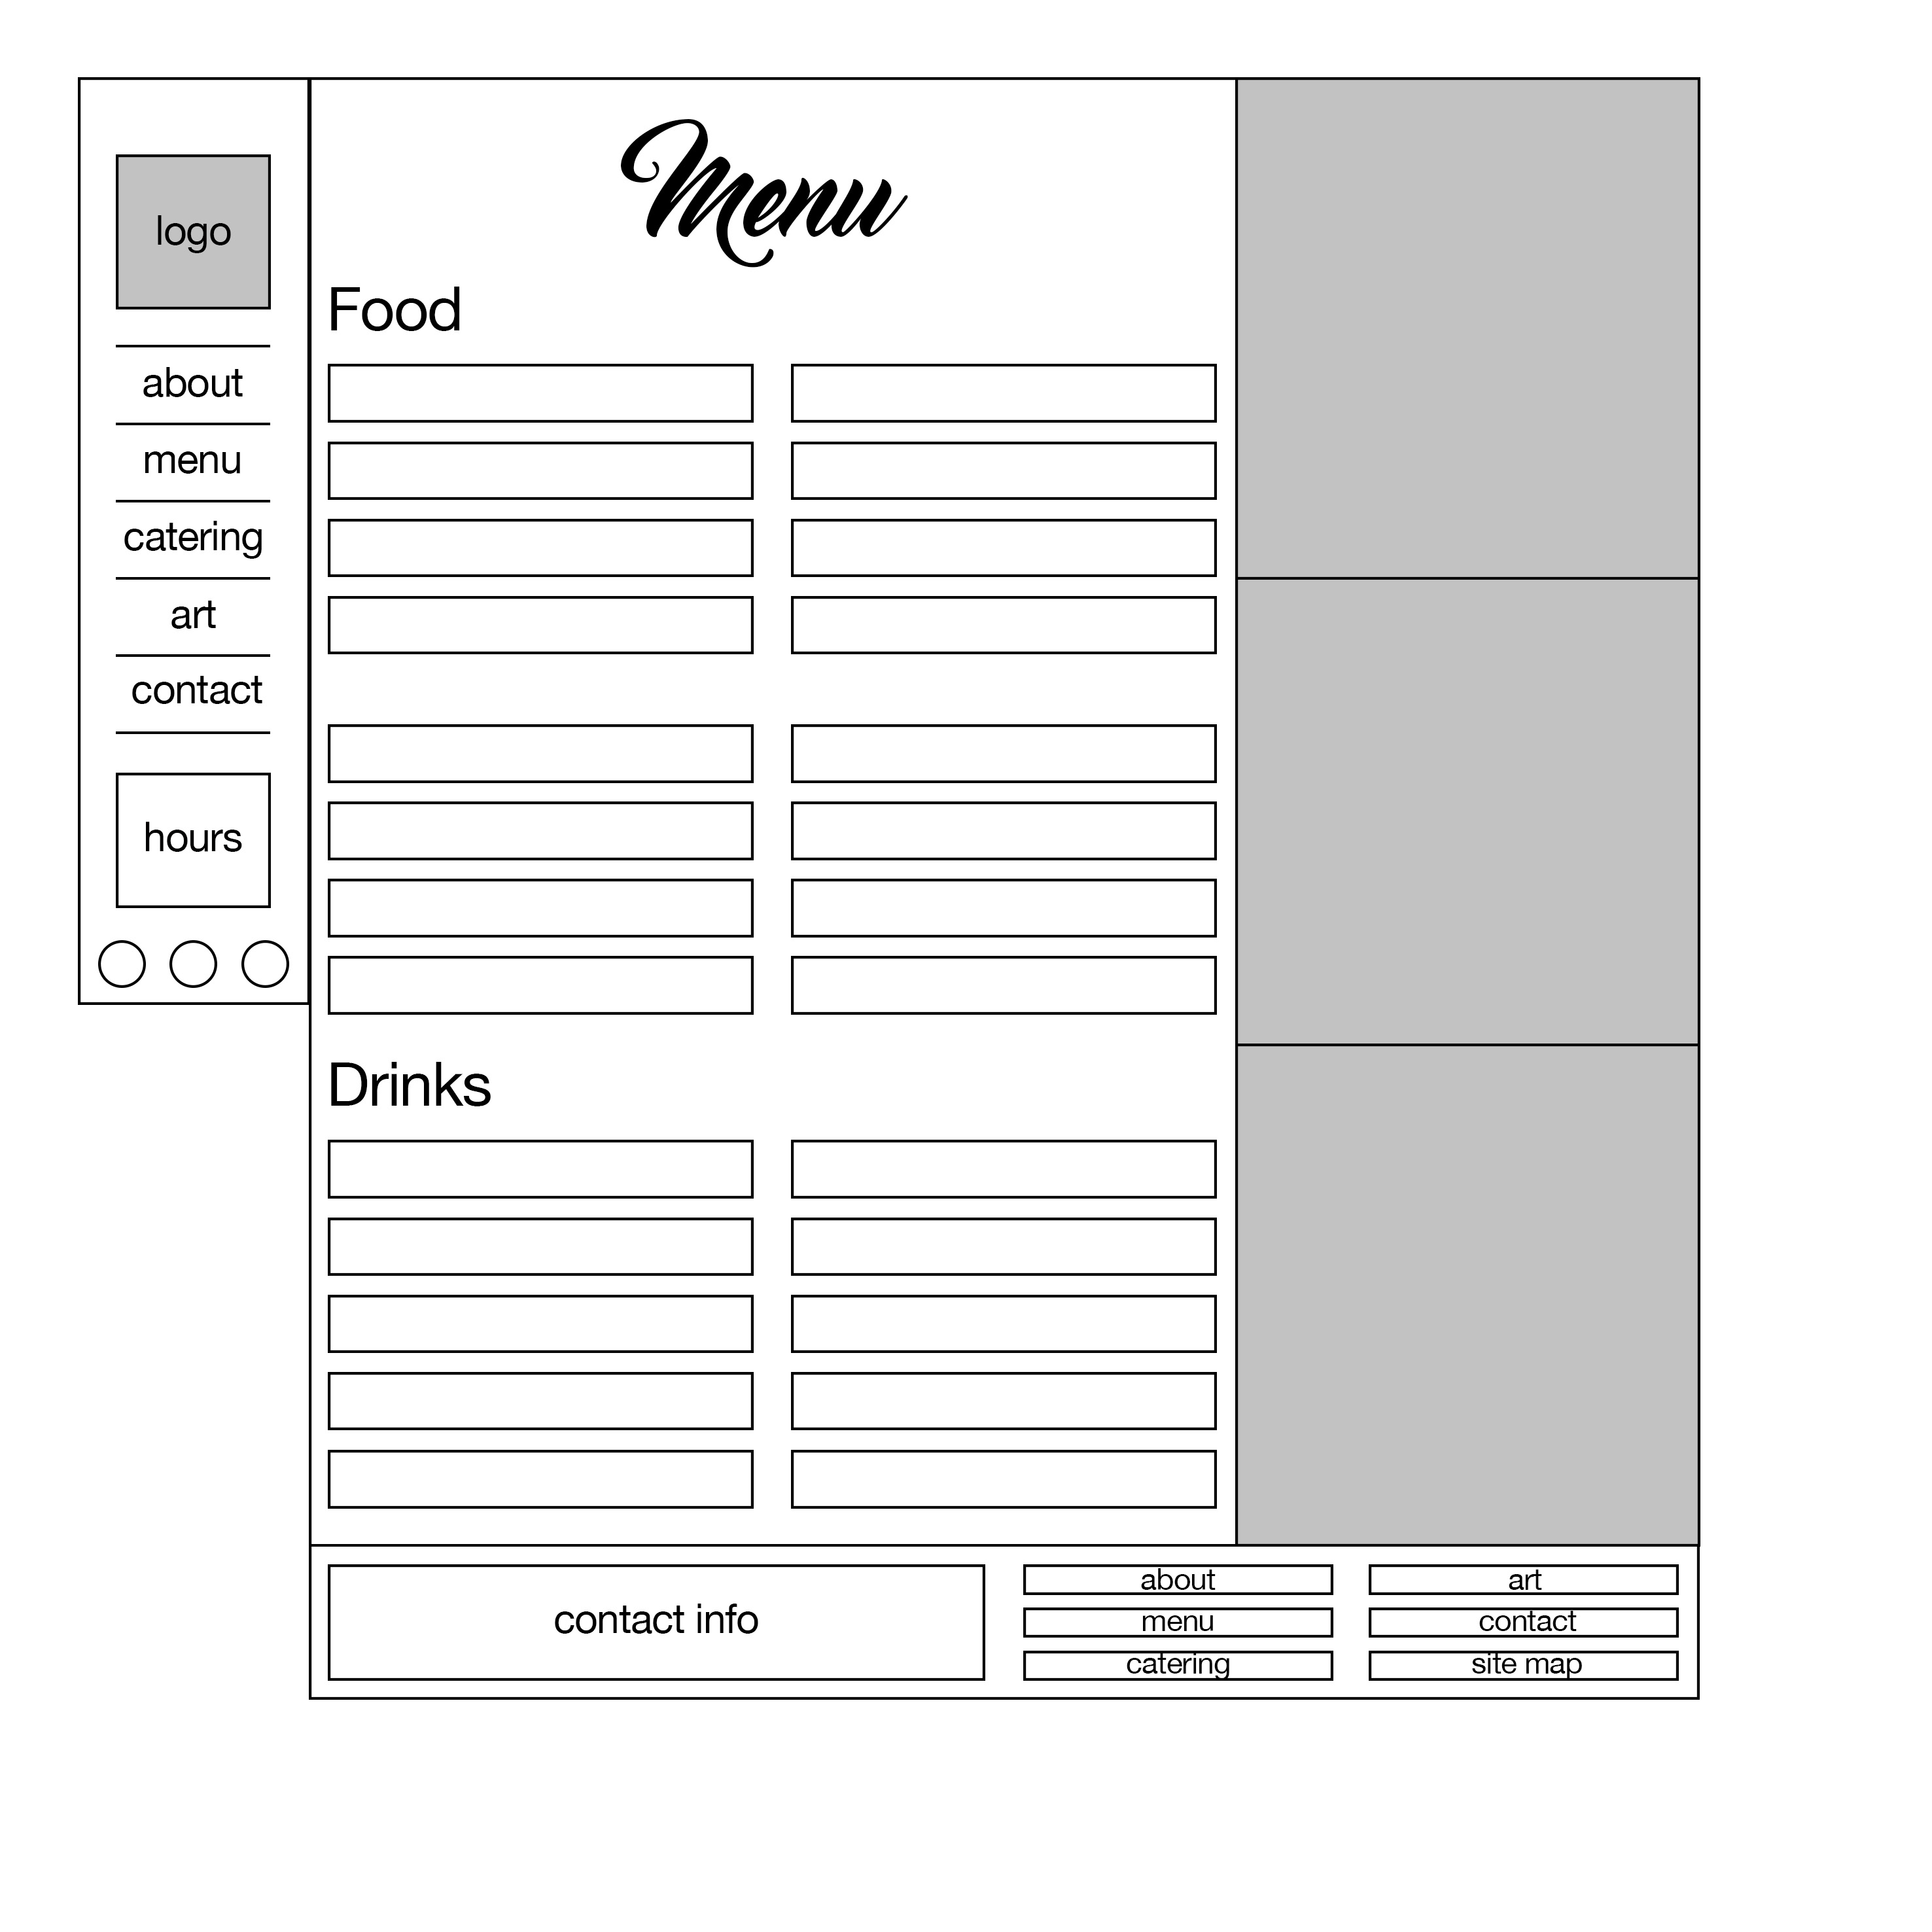 logo
about
menu
catering
art
contact
hours
Menu
Food
Drinks
contact info
about
menu
catering
art
contact
site map